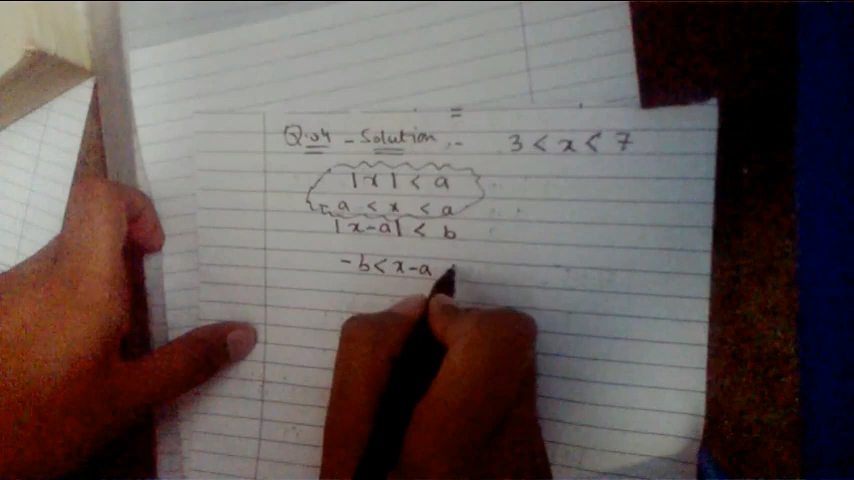 Q.04 - Solution :- 3 < x < 7
|x| < a
-a < x < a
|x-a| < b
-b < x-a